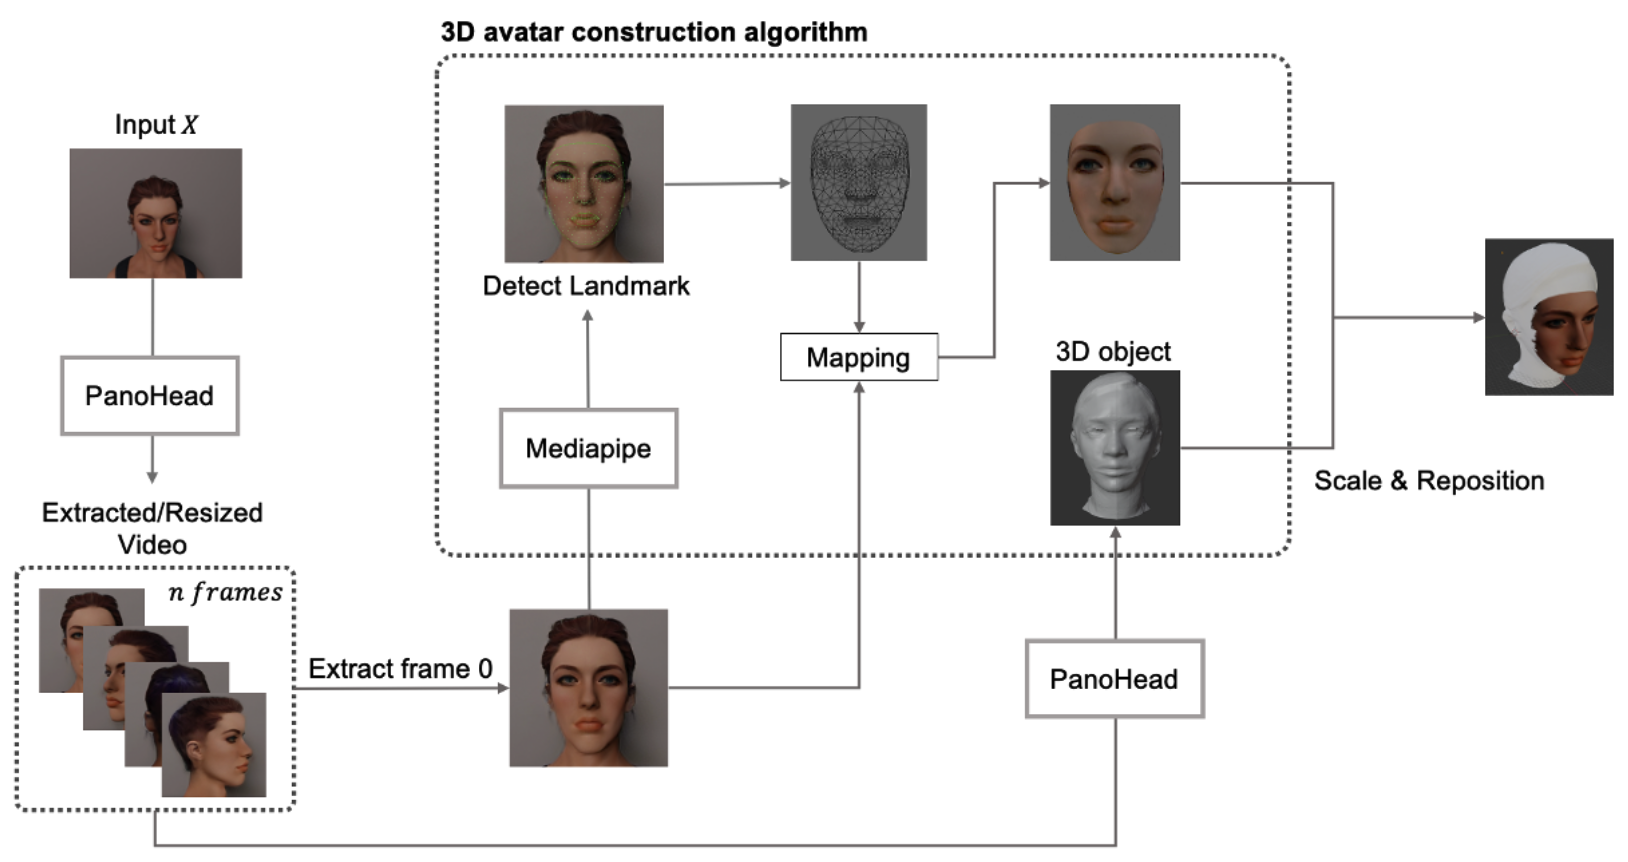 3D avatar construction algorithm
Input X
Detect Landmark
Mapping
3D object
PanoHead
Mediapipe
Scale & Reposition
Extracted/Resized
Video
n frames
Extract frame 0
PanoHead